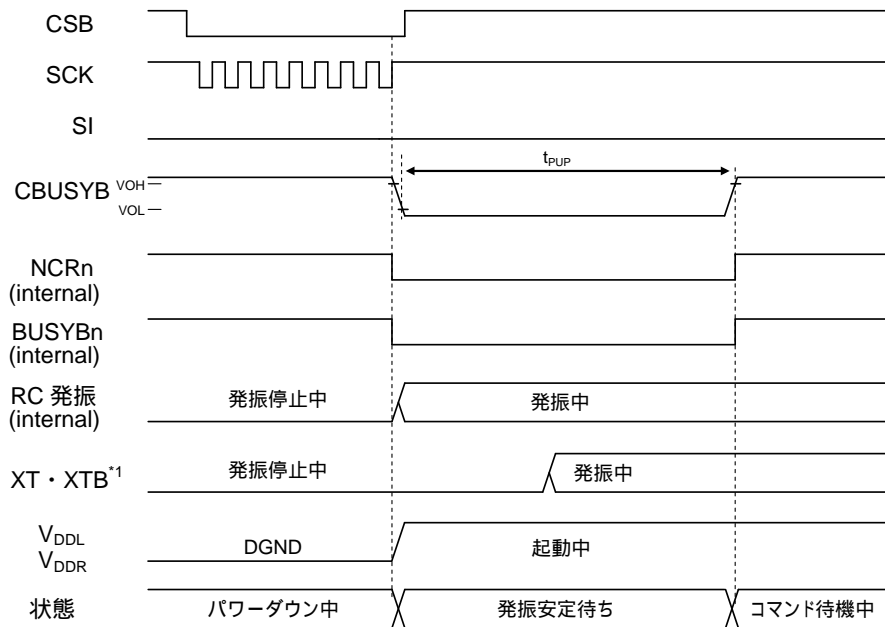 CSB
SCK
SI
t_PUP
CBUSYB VOH
VOL
NCRn
(internal)
BUSYBn
(internal)
RC 発振
(internal)
発振停止中
発振中
XT・XTB*1
発振停止中
発振中
VDDL
VDDR
DGND
起動中
状態
パワーダウン中
発振安定待ち
コマンド待機中